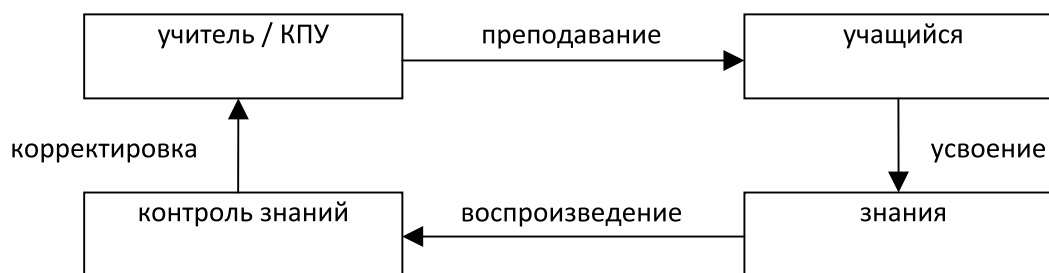 учитель / КПУ
преподавание
учащийся
корректировка
усвоение
контроль знаний
воспроизведение
знания